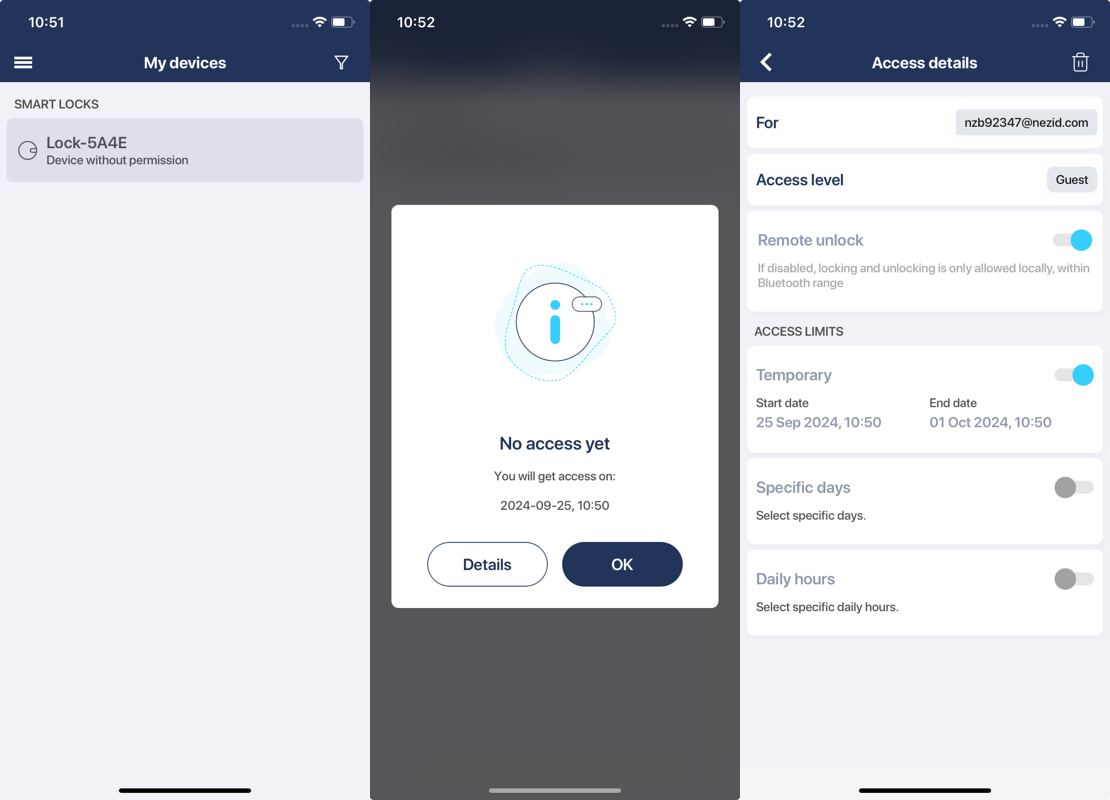 10:51
My devices
SMART LOCKS
Lock-5A4E
Device without permission
10:52
No access yet
You will get access on:
2024-09-25, 10:50
Details
OK
10:52
Access details
For
nzb92347@nezid.com
Access level
Guest
Remote unlock
If disabled, locking and unlocking is only allowed locally, within
Bluetooth range
ACCESS LIMITS
Temporary
Start date
End date
25 Sep 2024, 10:50
01 Oct 2024, 10:50
Specific days
Select specific days.
Daily hours
Select specific daily hours.